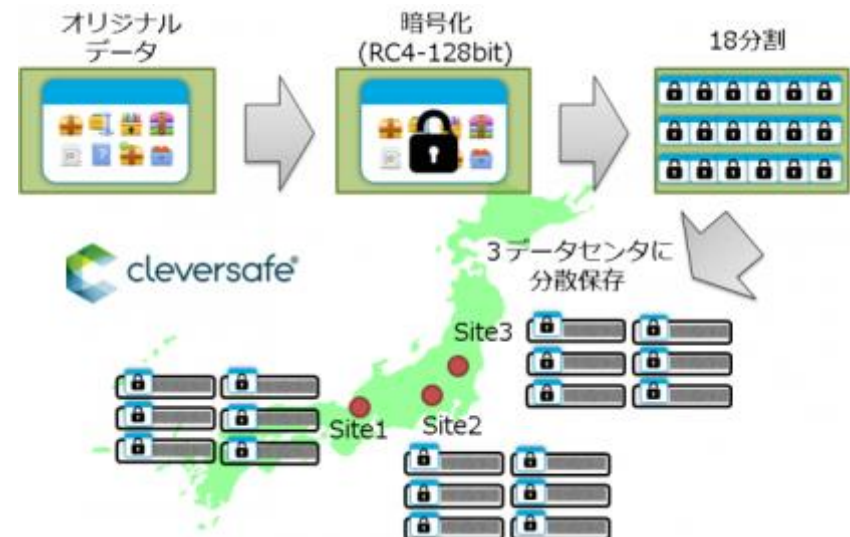 オリジナル
データ
暗号化
(RC4-128bit)
18分割
cleversafe®
3データセンタに
分散保存
Site3
Site1
Site2